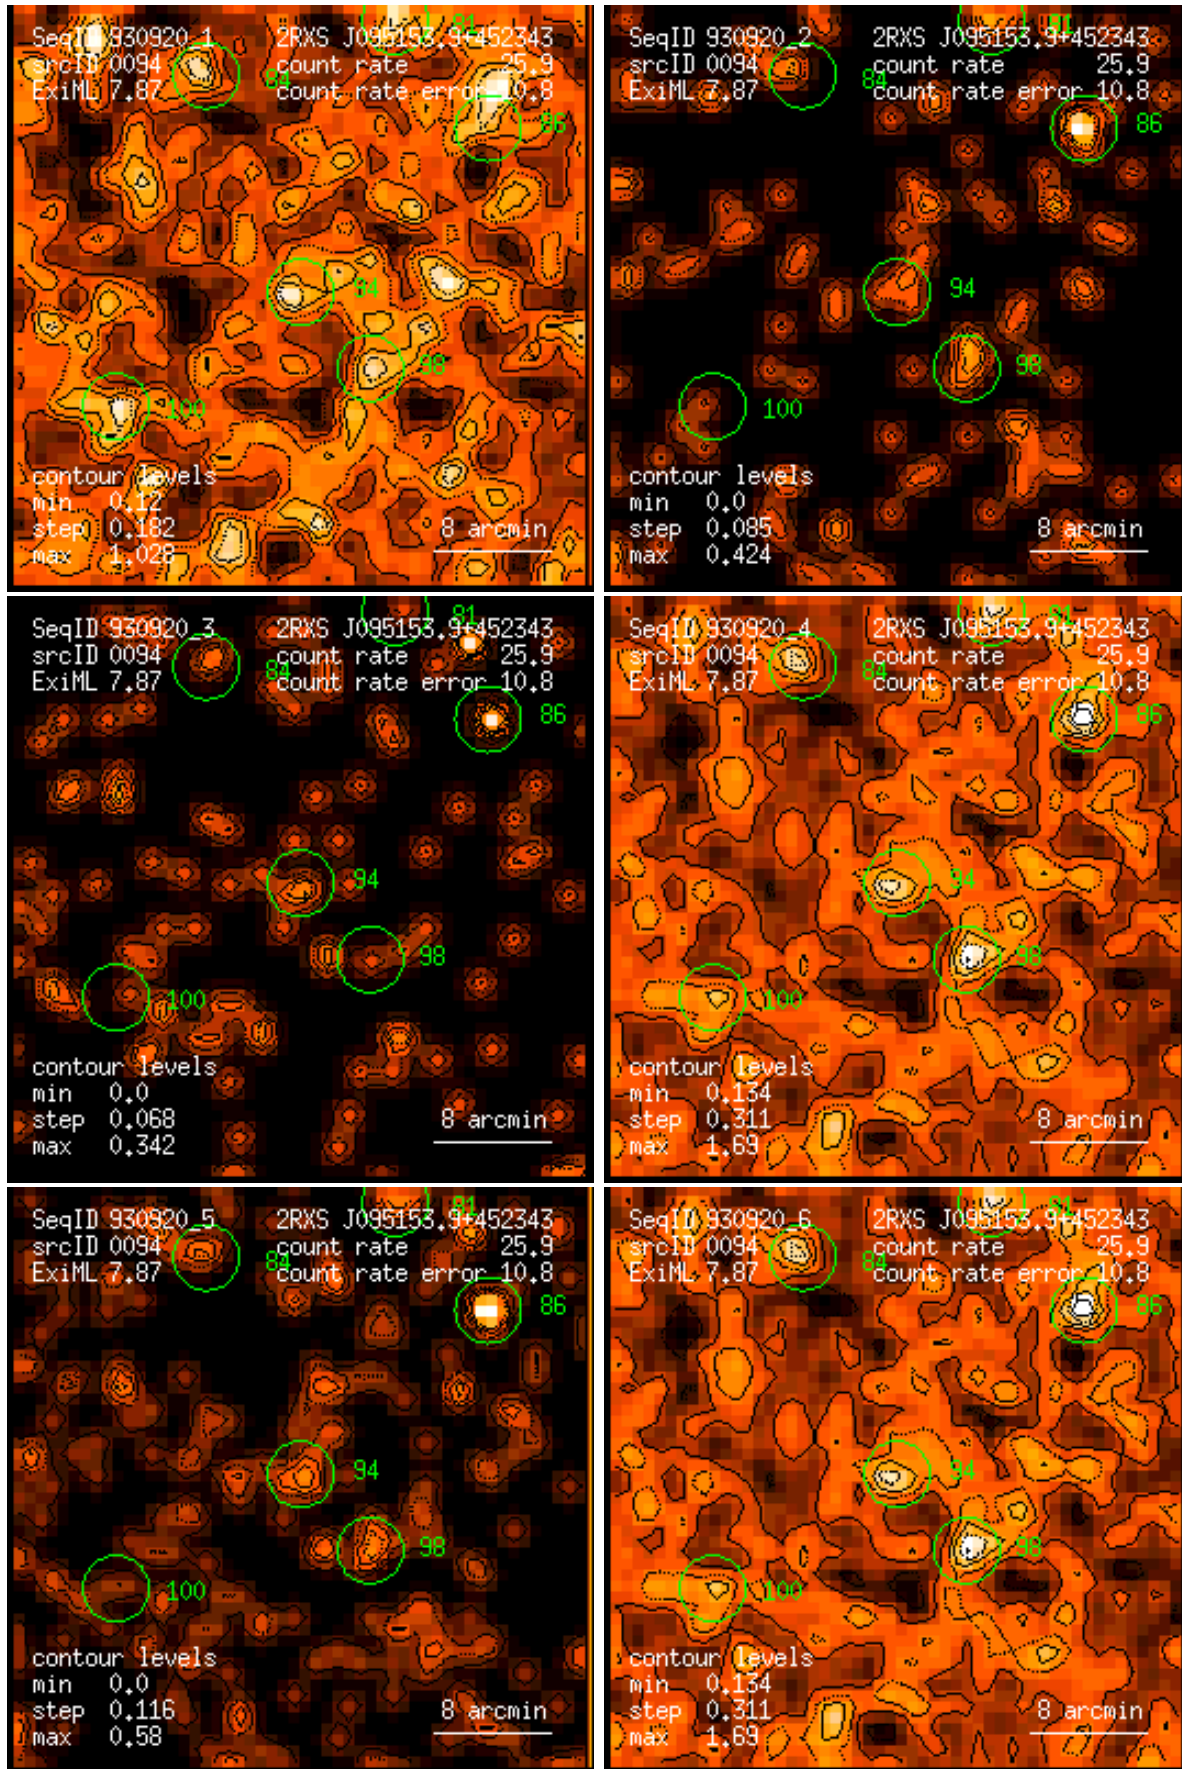 81
SeqID 930920_1 2RXS J095153.9+452343
srcID 0094 count rate 25.9
84
ExiML 7.87 count rate error 10.8
86
94
98
100
contour levels
min 0.12
step 0.182 8 arcmin
max 1.028
81
SeqID 930920_2 2RXS J095153.9+452343
srcID 0094 count rate 25.9
84
ExiML 7.87 count rate error 10.8
86
94
98
100
contour levels
min 0.0
step 0.085 8 arcmin
max 0.424
81
SeqID 930920_3 2RXS J095153.9+452343
srcID 0094 count rate 25.9
84
ExiML 7.87 count rate error 10.8
86
94
98
100
contour levels
min 0.0
step 0.068 8 arcmin
max 0.342
81
SeqID 930920_4 2RXS J095153.9+452343
srcID 0094 count rate 25.9
84
ExiML 7.87 count rate error 10.8
86
94
98
100
contour levels
min 0.134
step 0.311 8 arcmin
max 1.69
81
SeqID 930920_5 2RXS J095153.9+452343
srcID 0094 count rate 25.9
84
ExiML 7.87 count rate error 10.8
86
94
98
100
contour levels
min 0.0
step 0.116 8 arcmin
max 0.58
81
SeqID 930920_6 2RXS J095153.9+452343
srcID 0094 count rate 25.9
84
ExiML 7.87 count rate error 10.8
86
94
98
100
contour levels
min 0.134
step 0.311 8 arcmin
max 1.69